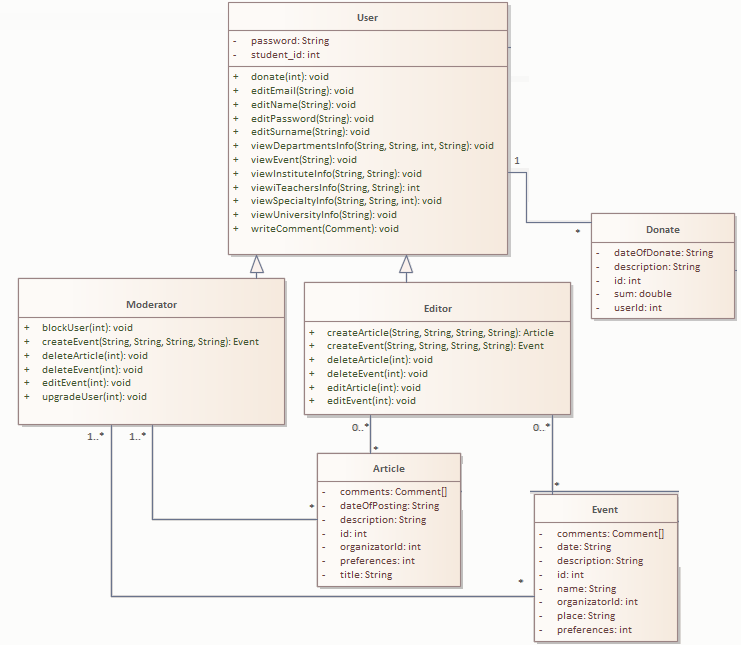 User
- password: String
- student_id: int
+ donate(int): void
+ editEmail(String): void
+ editName(String): void
+ editPassword(String): void
+ editSurname(String): void
+ viewDepartmentsInfo(String, String, int, String): void
+ viewEvent(String): void
+ viewInstituteInfo(String, String): void
+ viewiTeachersInfo(String, String): int
+ viewSpecialtyInfo(String, String, int): void
+ viewUniversityInfo(String): void
+ writeComment(Comment): void
1
*
Donate
- dateOfDonate: String
- description: String
- id: int
- sum: double
- userId: int
Moderator
+ blockUser(int): void
+ createEvent(String, String, String, String): Event
+ deleteArticle(int): void
+ deleteEvent(int): void
+ editEvent(int): void
+ upgradeUser(int): void
Editor
+ createArticle(String, String, String, String): Article
+ createEvent(String, String, String, String): Event
+ deleteArticle(int): void
+ deleteEvent(int): void
+ editArticle(int): void
+ editEvent(int): void
1..*
1..*
0..*
0..*
*
*
Article
- comments: Comment[]
- dateOfPosting: String
- description: String
- id: int
- organizatorId: int
- preferences: int
- title: String
*
Event
- comments: Comment[]
- date: String
- description: String
- id: int
- name: String
- organizatorId: int
- place: String
- preferences: int
*